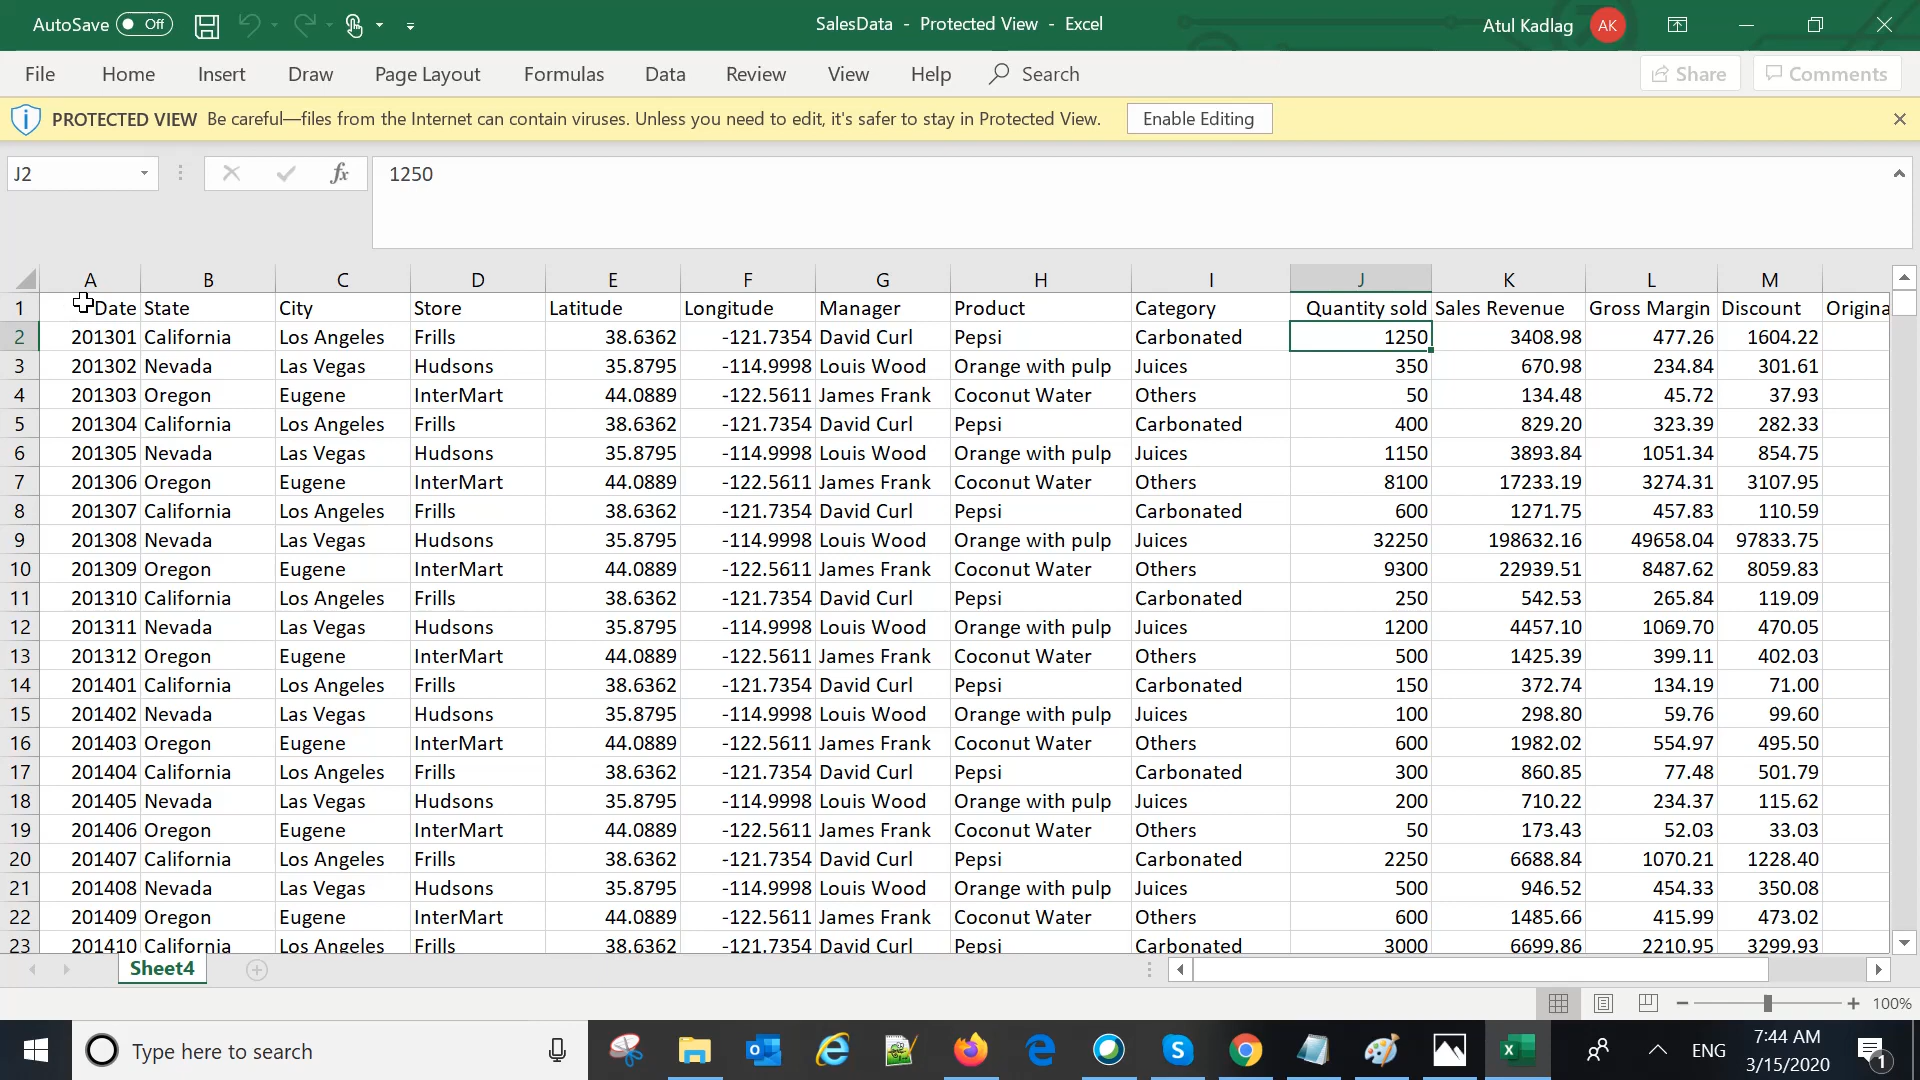 AutoSave Off SalesData - Protected View - Excel Atul Kadlag AK
File Home Insert Draw Page Layout Formulas Data Review View Help Search Share Comments
PROTECTED VIEW Be careful—files from the Internet can contain viruses. Unless you need to edit, it's safer to stay in Protected View. Enable Editing
J2 fx 1250
A B C D E F G H I J K L M
1 Date State City Store Latitude Longitude Manager Product Category Quantity sold Sales Revenue Gross Margin Discount Origina
2 201301 California Los Angeles Frills 38.6362 -121.7354 David Curl Pepsi Carbonated 1250 3408.98 477.26 1604.22
3 201302 Nevada Las Vegas Hudsons 35.8795 -114.9998 Louis Wood Orange with pulp Juices 350 670.98 234.84 301.61
4 201303 Oregon Eugene InterMart 44.0889 -122.5611 James Frank Coconut Water Others 50 134.48 45.72 37.93
5 201304 California Los Angeles Frills 38.6362 -121.7354 David Curl Pepsi Carbonated 400 829.20 323.39 282.33
6 201305 Nevada Las Vegas Hudsons 35.8795 -114.9998 Louis Wood Orange with pulp Juices 1150 3893.84 1051.34 854.75
7 201306 Oregon Eugene InterMart 44.0889 -122.5611 James Frank Coconut Water Others 8100 17233.19 3274.31 3107.95
8 201307 California Los Angeles Frills 38.6362 -121.7354 David Curl Pepsi Carbonated 600 1271.75 457.83 110.59
9 201308 Nevada Las Vegas Hudsons 35.8795 -114.9998 Louis Wood Orange with pulp Juices 32250 198632.16 49658.04 97833.75
10 201309 Oregon Eugene InterMart 44.0889 -122.5611 James Frank Coconut Water Others 9300 22939.51 8487.62 8059.83
11 201310 California Los Angeles Frills 38.6362 -121.7354 David Curl Pepsi Carbonated 250 542.53 265.84 119.09
12 201311 Nevada Las Vegas Hudsons 35.8795 -114.9998 Louis Wood Orange with pulp Juices 1200 4457.10 1069.70 470.05
13 201312 Oregon Eugene InterMart 44.0889 -122.5611 James Frank Coconut Water Others 500 1425.39 399.11 402.03
14 201401 California Los Angeles Frills 38.6362 -121.7354 David Curl Pepsi Carbonated 150 372.74 134.19 71.00
15 201402 Nevada Las Vegas Hudsons 35.8795 -114.9998 Louis Wood Orange with pulp Juices 100 298.80 59.76 99.60
16 201403 Oregon Eugene InterMart 44.0889 -122.5611 James Frank Coconut Water Others 600 1982.02 554.97 495.50
17 201404 California Los Angeles Frills 38.6362 -121.7354 David Curl Pepsi Carbonated 300 860.85 77.48 501.79
18 201405 Nevada Las Vegas Hudsons 35.8795 -114.9998 Louis Wood Orange with pulp Juices 200 710.22 234.37 115.62
19 201406 Oregon Eugene InterMart 44.0889 -122.5611 James Frank Coconut Water Others 50 173.43 52.03 33.03
20 201407 California Los Angeles Frills 38.6362 -121.7354 David Curl Pepsi Carbonated 2250 6688.84 1070.21 1228.40
21 201408 Nevada Las Vegas Hudsons 35.8795 -114.9998 Louis Wood Orange with pulp Juices 500 946.52 454.33 350.08
22 201409 Oregon Eugene InterMart 44.0889 -122.5611 James Frank Coconut Water Others 600 1485.66 415.99 473.02
23 201410 California Los Angeles Frills 38.6362 -121.7354 David Curl Pepsi Carbonated 3000 6699.86 2210.95 3299.93
Sheet4
100%
Type here to search ENG 7:44 AM
3/15/2020 1